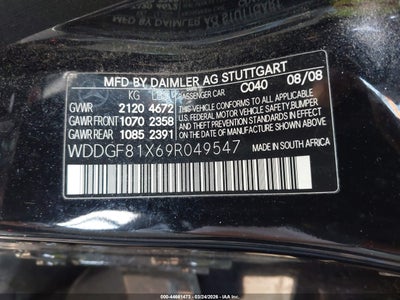 MFD BY DAIMLER AG STUTTGART
C040 08/08
KG PASSENGER CAR
GVWR 2120 4672 THIS VEHICLE CONFORMS TO ALL APPLICABLE
GAWR FRONT 1070 2358 U.S. FEDERAL MOTOR VEHICLE SAFETY, BUMPER
GAWR REAR 1085 2391 AND THEFT PREVENTION STANDARDS IN EFFECT
ON THE DATE OF MANUFACTURE SHOWN ABOVE.
WDDGF81X69R049547 MADE IN SOUTH AFRICA
000-44661473 - 03/24/2026 - IAA Inc.